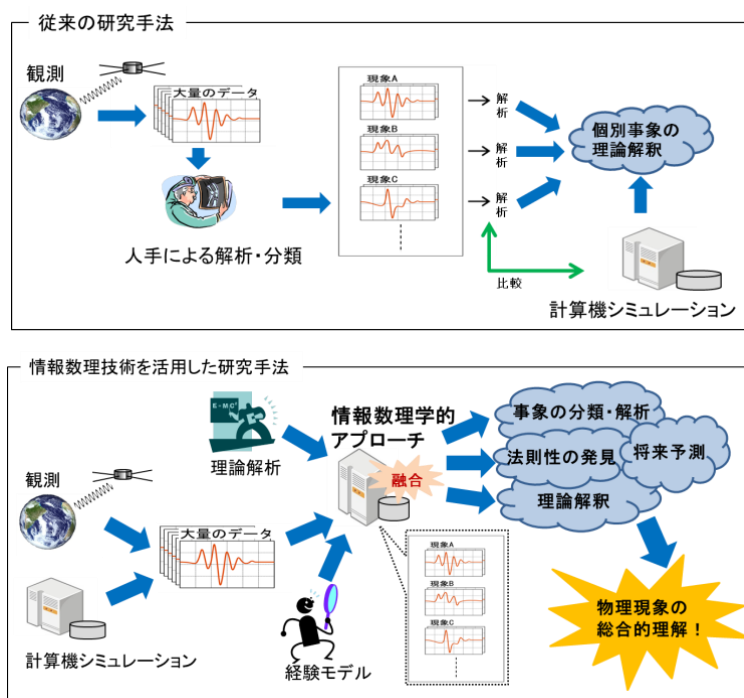 従来の研究手法
観測
大量のデータ
人手による解析・分類
現象A
現象B
現象C
解析
解析
解析
個別事象の
理論解釈
比較
計算機シミュレーション
情報数理技術を活用した研究手法
E=MC²
理論解析
情報数理学的
アプローチ
融合
観測
大量のデータ
計算機シミュレーション
経験モデル
現象A
現象B
現象C
事象の分類・解析
法則性の発見
将来予測
理論解釈
物理現象の
総合的理解！